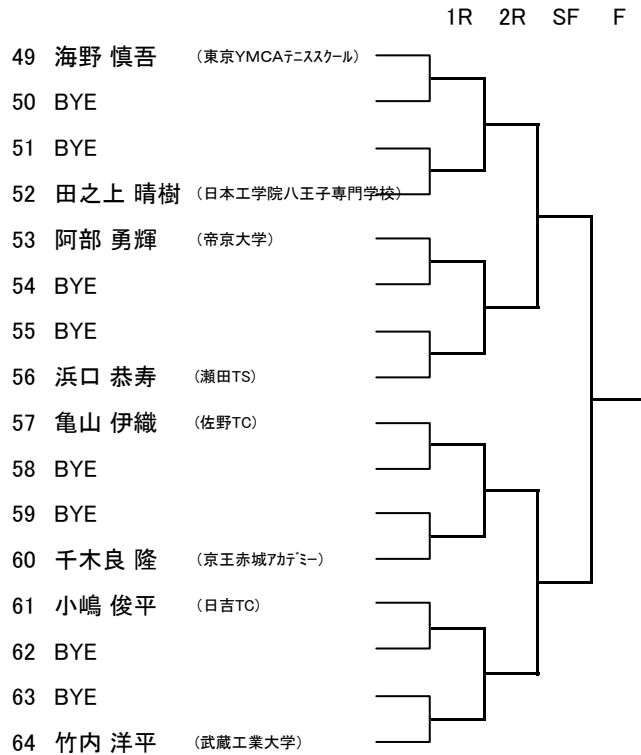 1R 2R SF F
49 海野 慎吾 (東京YMCAテニススクール)
50 BYE
51 BYE
52 田之上 晴樹 (日本工学院八王子専門学校)
53 阿部 勇輝 (帝京大学)
54 BYE
55 BYE
56 浜口 恭寿 (瀬田TS)
57 亀山 伊織 (佐野TC)
58 BYE
59 BYE
60 千木良 隆 (京王赤城アカデミー)
61 小嶋 俊平 (日吉TC)
62 BYE
63 BYE
64 竹内 洋平 (武蔵工業大学)